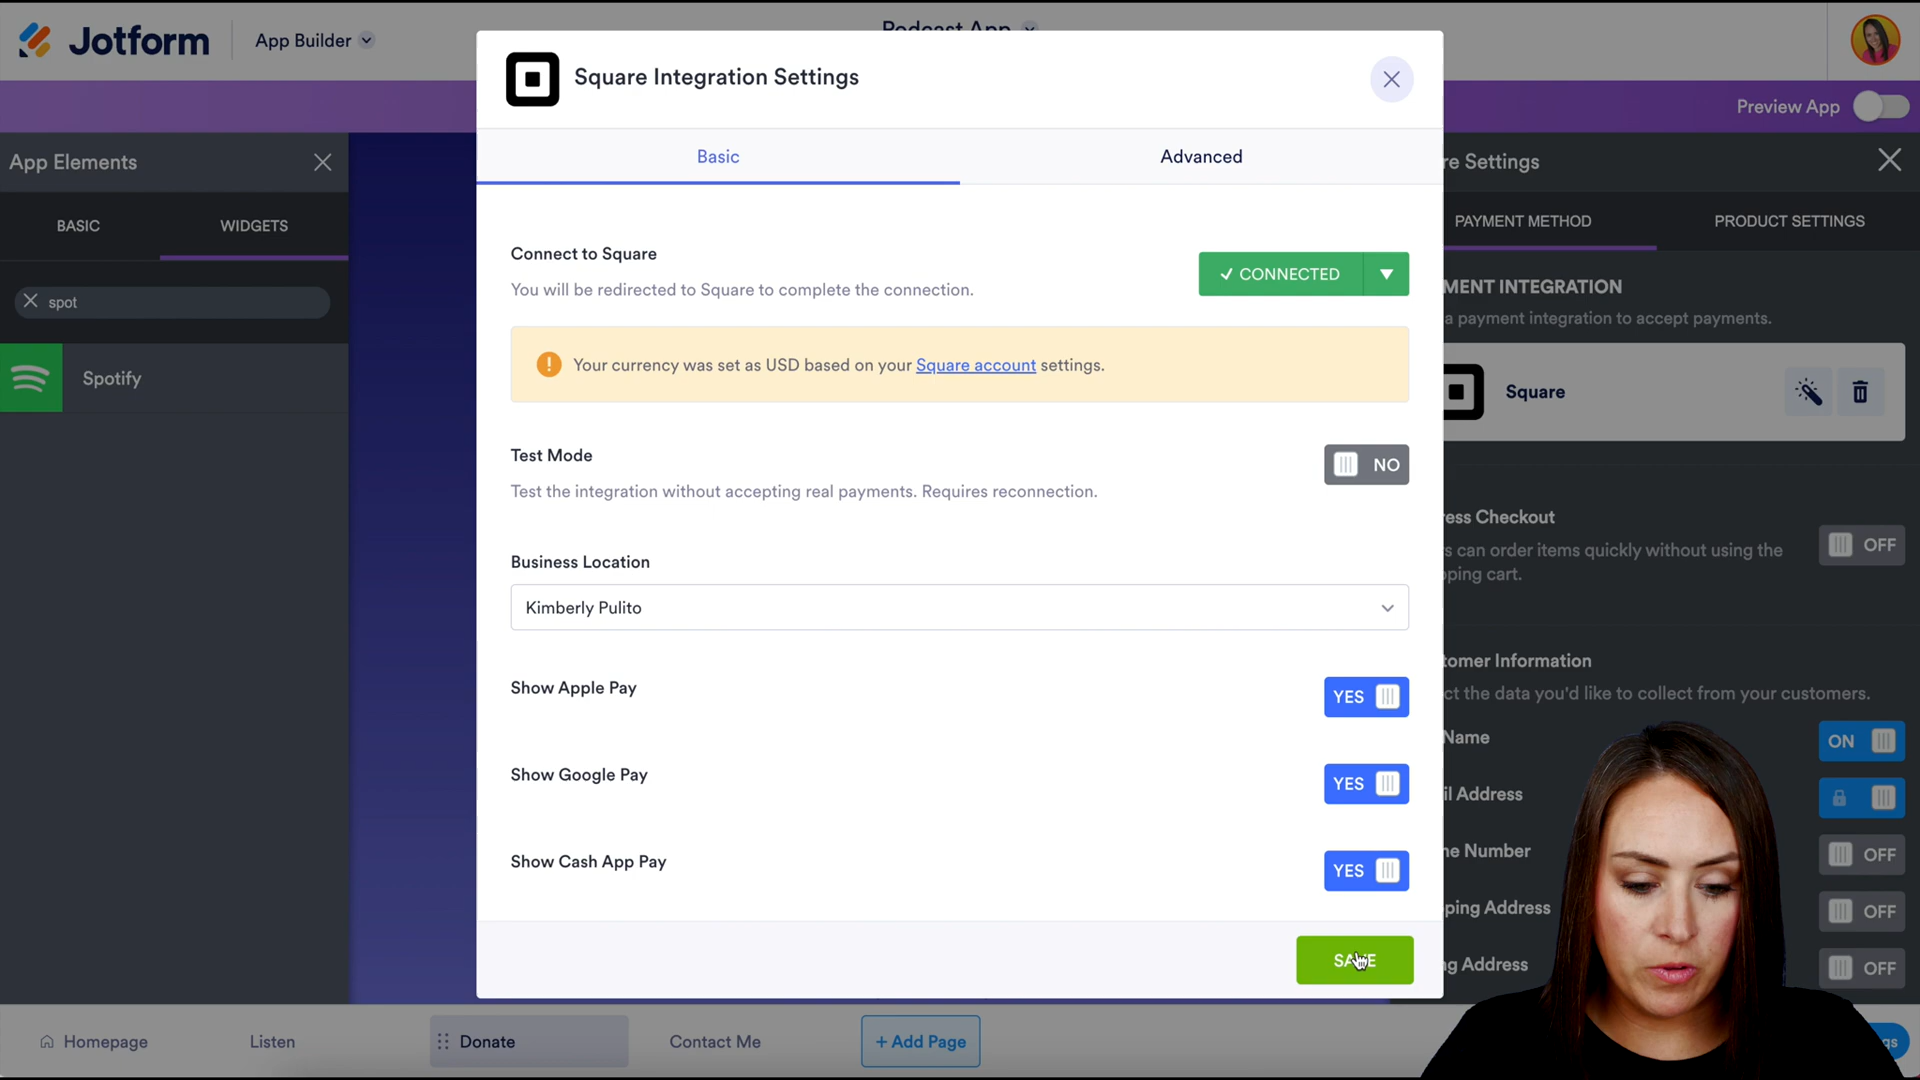 Jotform
App Builder
Podcast App
Preview App
App Elements
BASIC
WIDGETS
spot
Spotify
Square Integration Settings
Basic
Advanced
Connect to Square
You will be redirected to Square to complete the connection.
✓ CONNECTED
Your currency was set as USD based on your Square account settings.
Test Mode
Test the integration without accepting real payments. Requires reconnection.
NO
Business Location
Kimberly Pulito
Show Apple Pay
YES
Show Google Pay
YES
Show Cash App Pay
YES
SAVE
re Settings
PAYMENT METHOD
PRODUCT SETTINGS
MENT INTEGRATION
a payment integration to accept payments.
Square
ess Checkout
s can order items quickly without using the
ping cart.
OFF
tomer Information
ct the data you'd like to collect from your customers.
Name
ON
il Address
ne Number
OFF
ping Address
OFF
g Address
OFF
Homepage
Listen
Donate
Contact Me
+ Add Page
gs